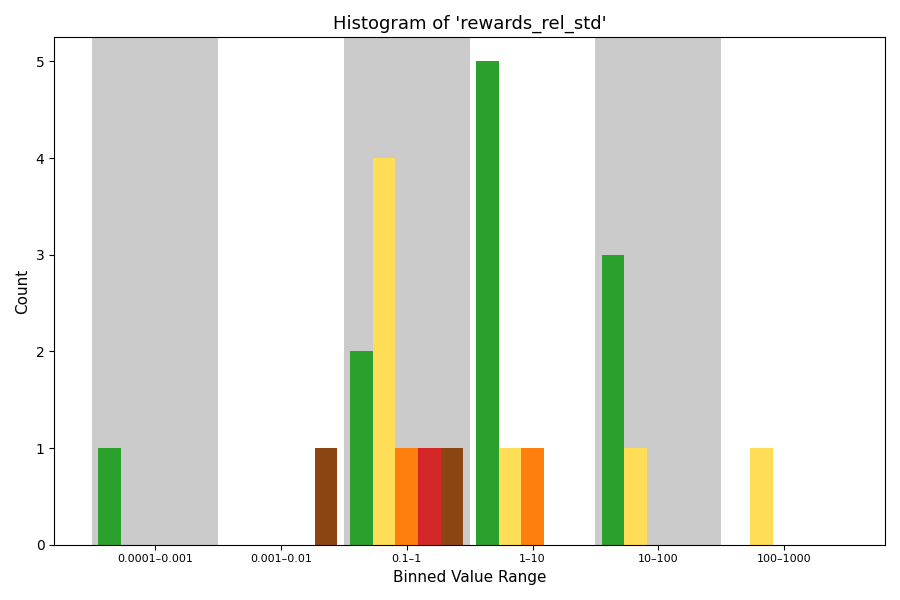 Histogram of 'rewards_rel_std'
Count
5
4
3
2
1
0
0.0001–0.001 0.001–0.01 0.1–1 1–10 10–100 100–1000
Binned Value Range